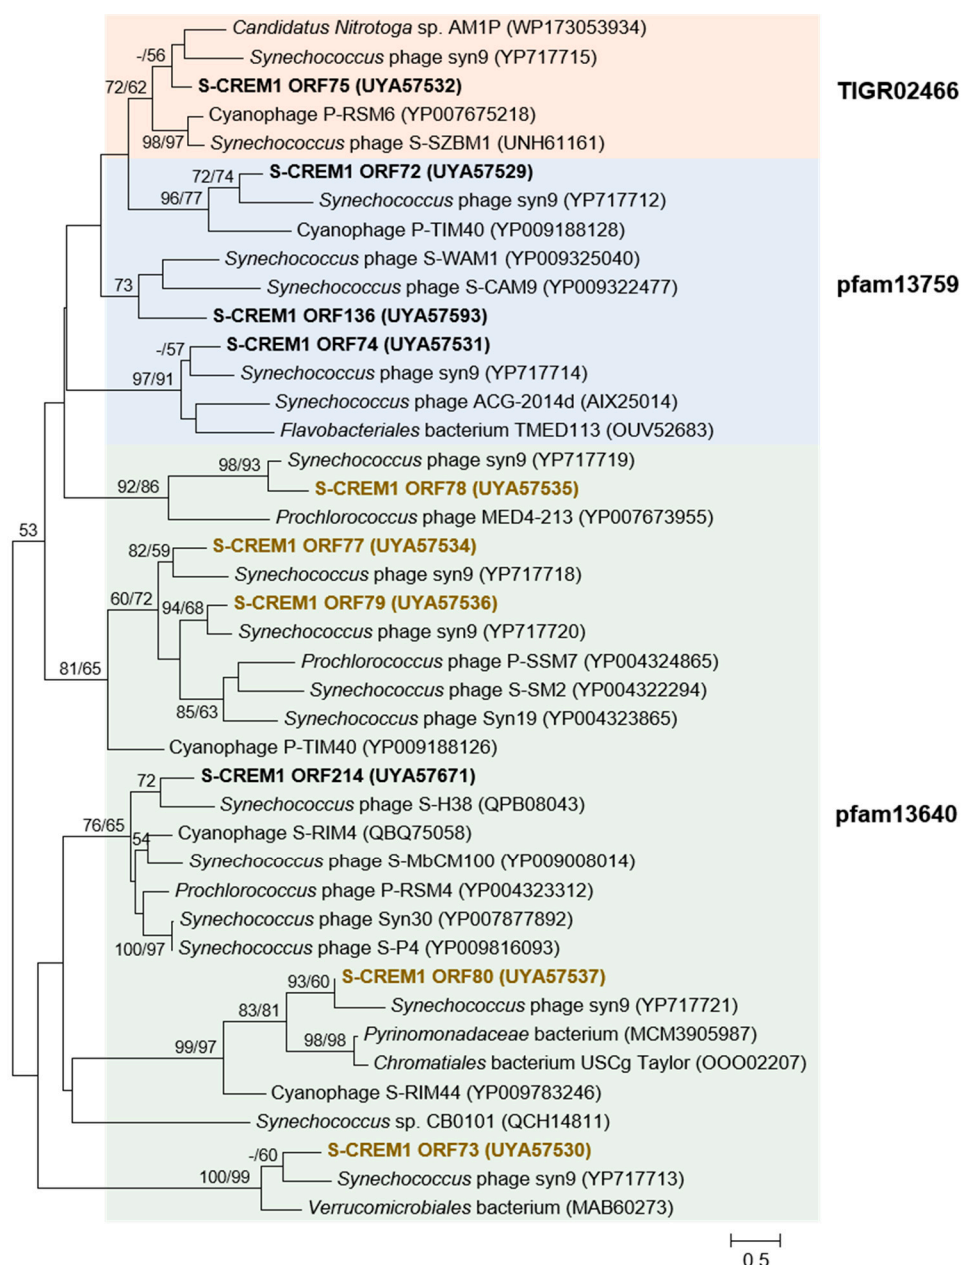 Candidatus Nitrotoga sp. AM1P (WP173053934)
-/56
Synechococcus phage syn9 (YP717715)
72/62
S-CREM1 ORF75 (UYA57532)
TIGR02466
Cyanophage P-RSM6 (YP007675218)
98/97
Synechococcus phage S-SZBM1 (UNH61161)
72/74
S-CREM1 ORF72 (UYA57529)
96/77
Synechococcus phage syn9 (YP717712)
Cyanophage P-TIM40 (YP009188128)
Synechococcus phage S-WAM1 (YP009325040)
73
Synechococcus phage S-CAM9 (YP009322477)
pfam13759
S-CREM1 ORF136 (UYA57593)
-/57
S-CREM1 ORF74 (UYA57531)
97/91
Synechococcus phage syn9 (YP717714)
Synechococcus phage ACG-2014d (AIX25014)
Flavobacteriales bacterium TMED113 (OUV52683)
98/93
Synechococcus phage syn9 (YP717719)
92/86
S-CREM1 ORF78 (UYA57535)
Prochlorococcus phage MED4-213 (YP007673955)
53
82/59
S-CREM1 ORF77 (UYA57534)
Synechococcus phage syn9 (YP717718)
60/72
94/68
S-CREM1 ORF79 (UYA57536)
Synechococcus phage syn9 (YP717720)
81/65
Prochlorococcus phage P-SSM7 (YP004324865)
Synechococcus phage S-SM2 (YP004322294)
85/63
Synechococcus phage Syn19 (YP004323865)
Cyanophage P-TIM40 (YP009188126)
72
S-CREM1 ORF214 (UYA57671)
Synechococcus phage S-H38 (QPB08043)
pfam13640
76/65
54
Cyanophage S-RIM4 (QBQ75058)
Synechococcus phage S-MbCM100 (YP009008014)
Prochlorococcus phage P-RSM4 (YP004323312)
Synechococcus phage Syn30 (YP007877892)
100/97
Synechococcus phage S-P4 (YP009816093)
93/60
S-CREM1 ORF80 (UYA57537)
83/81
Synechococcus phage syn9 (YP717721)
99/97
98/98
Pyrinomonadaceae bacterium (MCM3905987)
Chromatiales bacterium USCg Taylor (OOO02207)
Cyanophage S-RIM44 (YP009783246)
Synechococcus sp. CB0101 (QCH14811)
-/60
S-CREM1 ORF73 (UYA57530)
100/99
Synechococcus phage syn9 (YP717713)
Verrucomicrobiales bacterium (MAB60273)
0.5